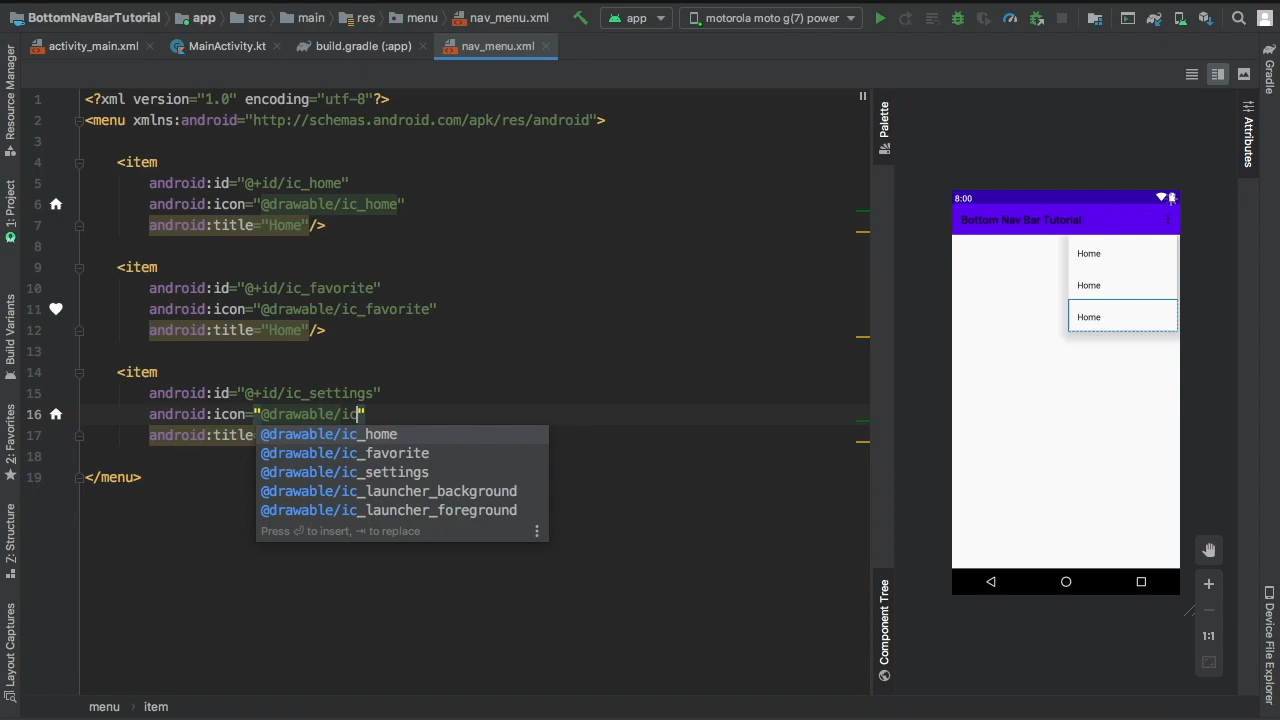 BottomNavBarTutorial app src main res menu nav_menu.xml app motorola moto g(7) power
activity_main.xml MainActivity.kt build.gradle (:app) nav_menu.xml
Resource Manager
1: Project
Build Variants
2: Favorites
Z: Structure
Layout Captures
1 <?xml version="1.0" encoding="utf-8"?>
2 <menu xmlns:android="http://schemas.android.com/apk/res/android">
3
4 <item
5 android:id="@+id/ic_home"
6 android:icon="@drawable/ic_home"
7 android:title="Home"/>
8
9 <item
10 android:id="@+id/ic_favorite"
11 android:icon="@drawable/ic_favorite"
12 android:title="Home"/>
13
14 <item
15 android:id="@+id/ic_settings"
16 android:icon="@drawable/ic"
17 android:title
18
19 </menu>
@drawable/ic_home
@drawable/ic_favorite
@drawable/ic_settings
@drawable/ic_launcher_background
@drawable/ic_launcher_foreground
Press ⏎ to insert, ⇥ to replace
Palette
Component Tree
8:00
Bottom Nav Bar Tutorial
Home
Home
Home
1:1
Gradle
Attributes
Device File Explorer
menu › item